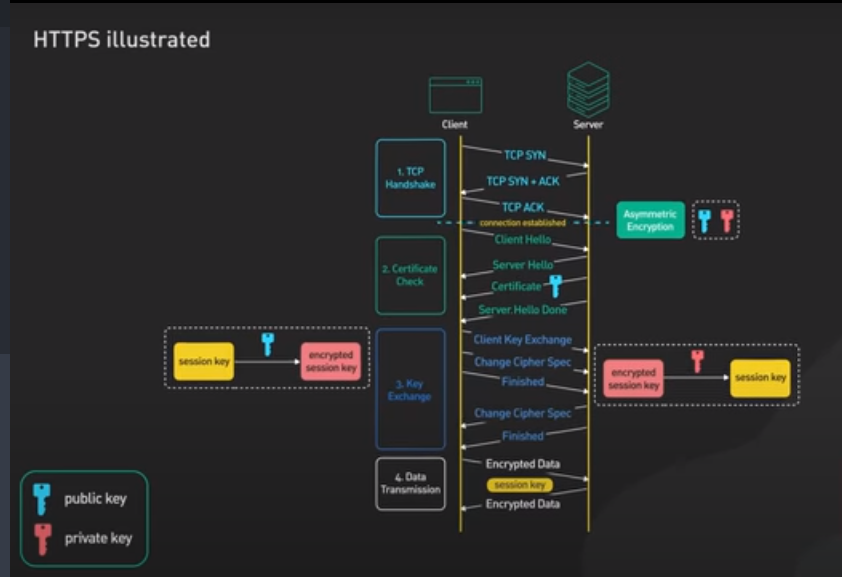 HTTPS illustrated
Client
Server
1. TCP
Handshake
TCP SYN
TCP SYN + ACK
TCP ACK
connection established
Asymmetric
Encryption
2. Certificate
Check
Client Hello
Server Hello
Certificate
Server Hello Done
session key
encrypted
session key
3. Key
Exchange
Client Key Exchange
Change Cipher Spec
Finished
Change Cipher Spec
Finished
encrypted
session key
session key
4. Data
Transmission
Encrypted Data
session key
Encrypted Data
public key
private key